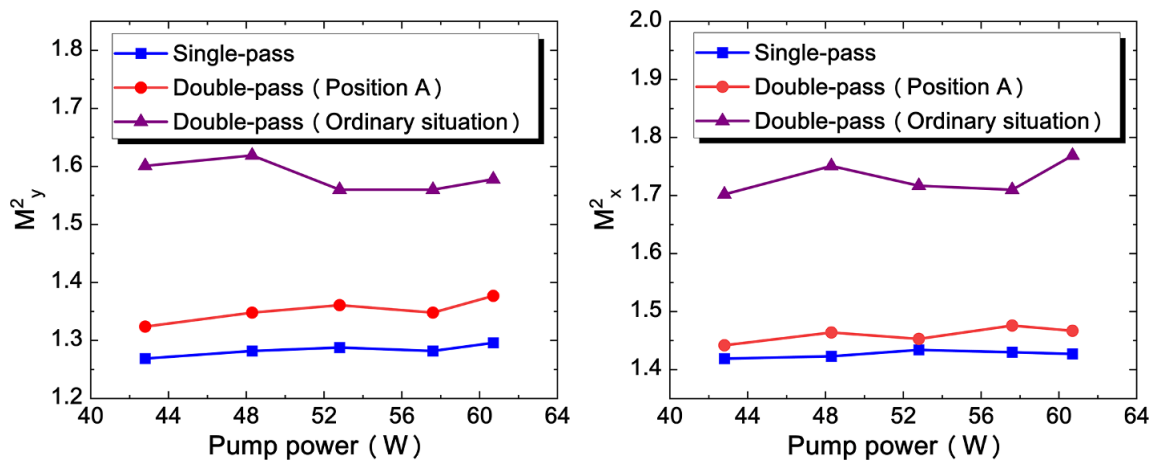 Single-pass
Double-pass ( Position A )
Double-pass ( Ordinary situation )
M²y
1.8
1.7
1.6
1.5
1.4
1.3
1.2
40 44 48 52 56 60 64
Pump power ( W )
Single-pass
Double-pass ( Position A )
Double-pass ( Ordinary situation )
M²x
2.0
1.9
1.8
1.7
1.6
1.5
1.4
40 44 48 52 56 60 64
Pump power ( W )